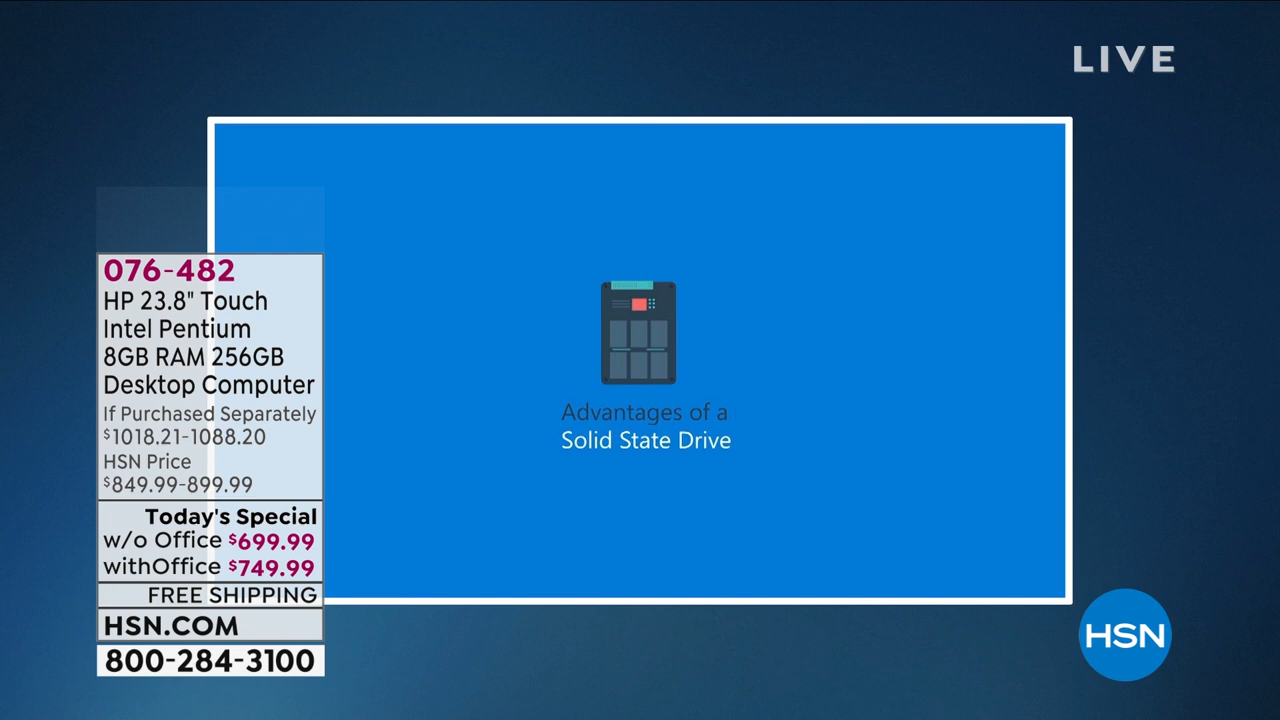 LIVE
076-482
HP 23.8" Touch
Intel Pentium
8GB RAM 256GB
Desktop Computer
If Purchased Separately
$1018.21-1088.20
HSN Price
$849.99-899.99
Today's Special
w/o Office $699.99
withOffice $749.99
FREE SHIPPING
HSN.COM
800-284-3100
Advantages of a
Solid State Drive
HSN